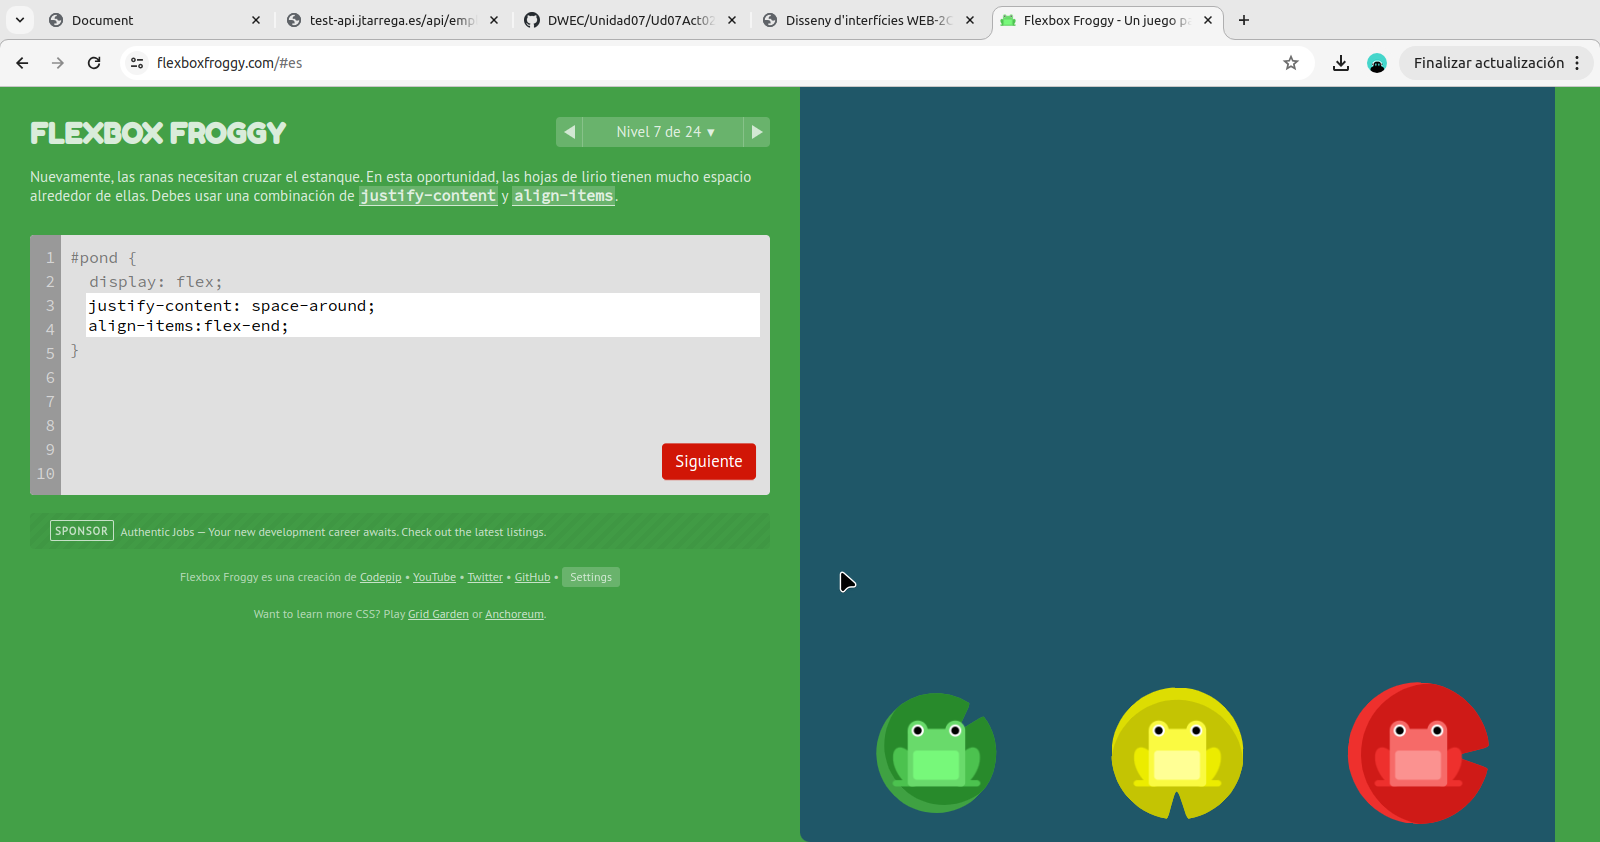 Document
test-api.jtarrega.es/api/emp
DWEC/Unidad07/Ud07Act02
Disseny d'interfícies WEB-2C
Flexbox Froggy - Un juego pa
flexboxfroggy.com/#es
Finalizar actualización
FLEXBOX FROGGY
Nivel 7 de 24 ▼
Nuevamente, las ranas necesitan cruzar el estanque. En esta oportunidad, las hojas de lirio tienen mucho espacio
alrededor de ellas. Debes usar una combinación de justify-content y align-items.
1 #pond {
2 display: flex;
3 justify-content: space-around;
4 align-items:flex-end;
5 }
6
7
8
9
10
Siguiente
SPONSOR Authentic Jobs — Your new development career awaits. Check out the latest listings.
Flexbox Froggy es una creación de Codepip • YouTube • Twitter • GitHub • Settings
Want to learn more CSS? Play Grid Garden or Anchoreum.